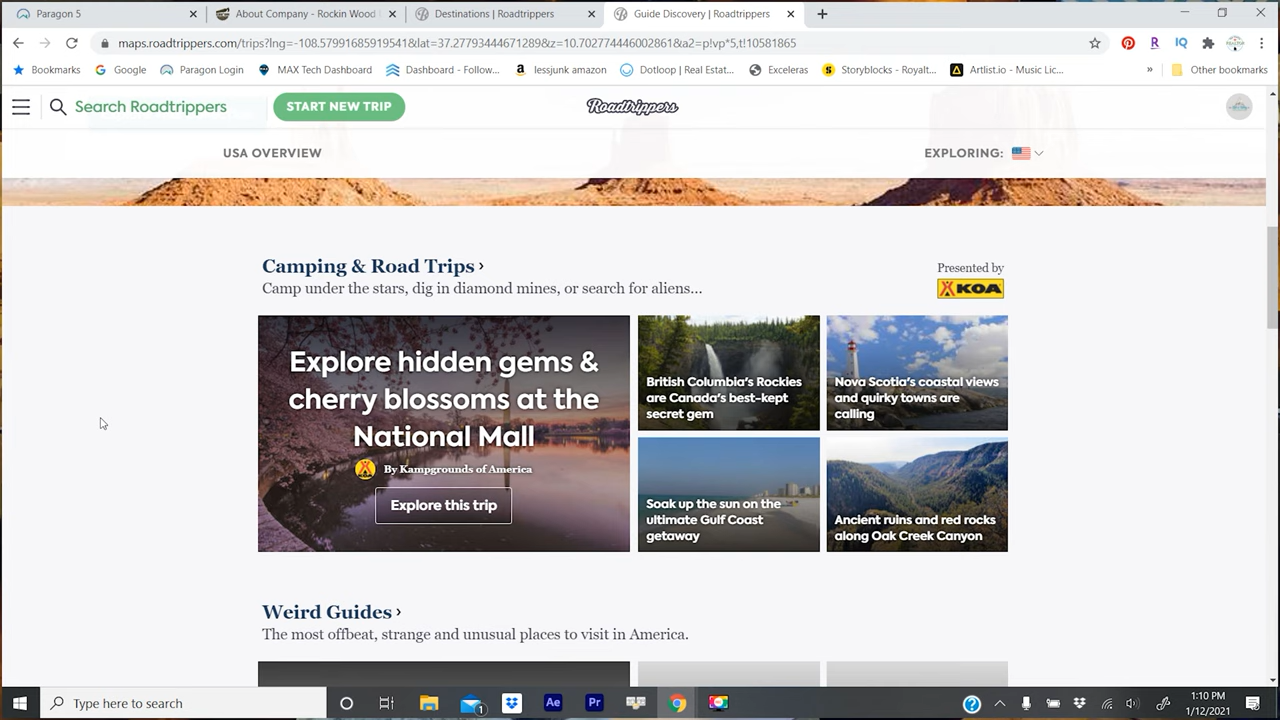 Paragon 5
About Company - Rockin Wood
Destinations | Roadtrippers
Guide Discovery | Roadtrippers
maps.roadtrippers.com/trips?lng=-108.57991685919541&lat=37.27793444671289&z=10.702774446002861&a2=p!vp*5,t!10581865
Bookmarks
Google
Paragon Login
MAX Tech Dashboard
Dashboard - Follow...
lessjunk amazon
Dotloop | Real Estat...
Exceleras
Storyblocks - Royalt...
Artlist.io - Music Lic...
»
Other bookmarks
Search Roadtrippers
START NEW TRIP
Roadtrippers
USA OVERVIEW
EXPLORING:
Camping & Road Trips ›
Camp under the stars, dig in diamond mines, or search for aliens...
Presented by
KOA
Explore hidden gems &
cherry blossoms at the
National Mall
By Kampgrounds of America
Explore this trip
British Columbia's Rockies
are Canada's best-kept
secret gem
Nova Scotia's coastal views
and quirky towns are
calling
Soak up the sun on the
ultimate Gulf Coast
getaway
Ancient ruins and red rocks
along Oak Creek Canyon
Weird Guides ›
The most offbeat, strange and unusual places to visit in America.
Type here to search
1
Ae
Pr
1:10 PM
1/12/2021